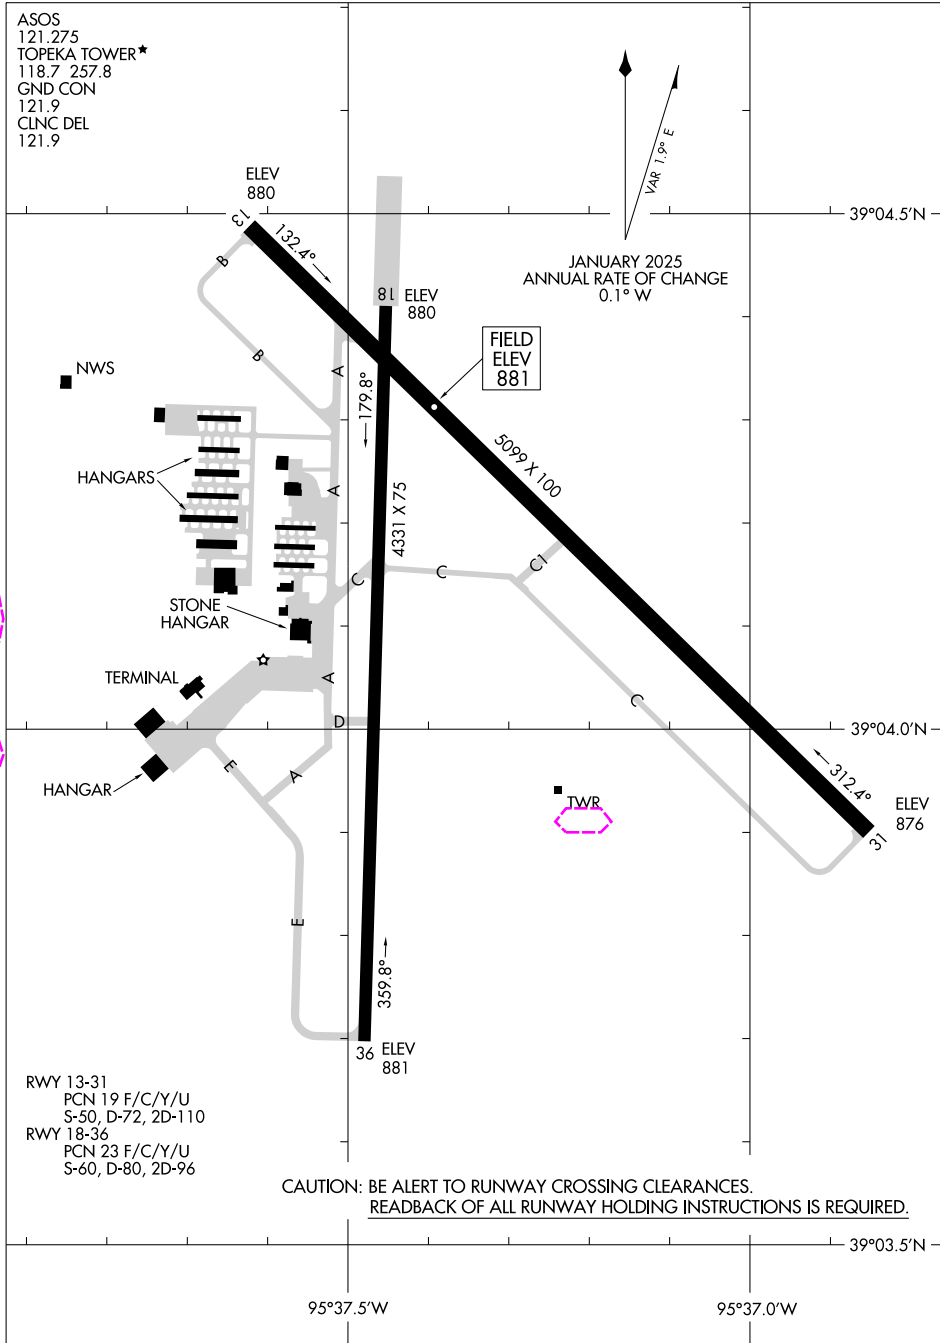 ASOS
121.275
TOPEKA TOWER★
118.7 257.8
GND CON
121.9
CLNC DEL
121.9
VAR 1.9° E
JANUARY 2025
ANNUAL RATE OF CHANGE
0.1° W
39°04.5'N
ELEV
880
13
132.4°
B
B
18
ELEV
880
FIELD
ELEV
881
NWS
A
179.8°
HANGARS
A
4331 X 75
5099 X 100
C
C
C1
STONE
HANGAR
TERMINAL
A
C
D
39°04.0'N
E
A
HANGAR
TWR
312.4°
ELEV
876
31
E
359.8°
36
ELEV
881
RWY 13-31
PCN 19 F/C/Y/U
S-50, D-72, 2D-110
RWY 18-36
PCN 23 F/C/Y/U
S-60, D-80, 2D-96
CAUTION: BE ALERT TO RUNWAY CROSSING CLEARANCES.
READBACK OF ALL RUNWAY HOLDING INSTRUCTIONS IS REQUIRED.
39°03.5'N
95°37.5'W
95°37.0'W